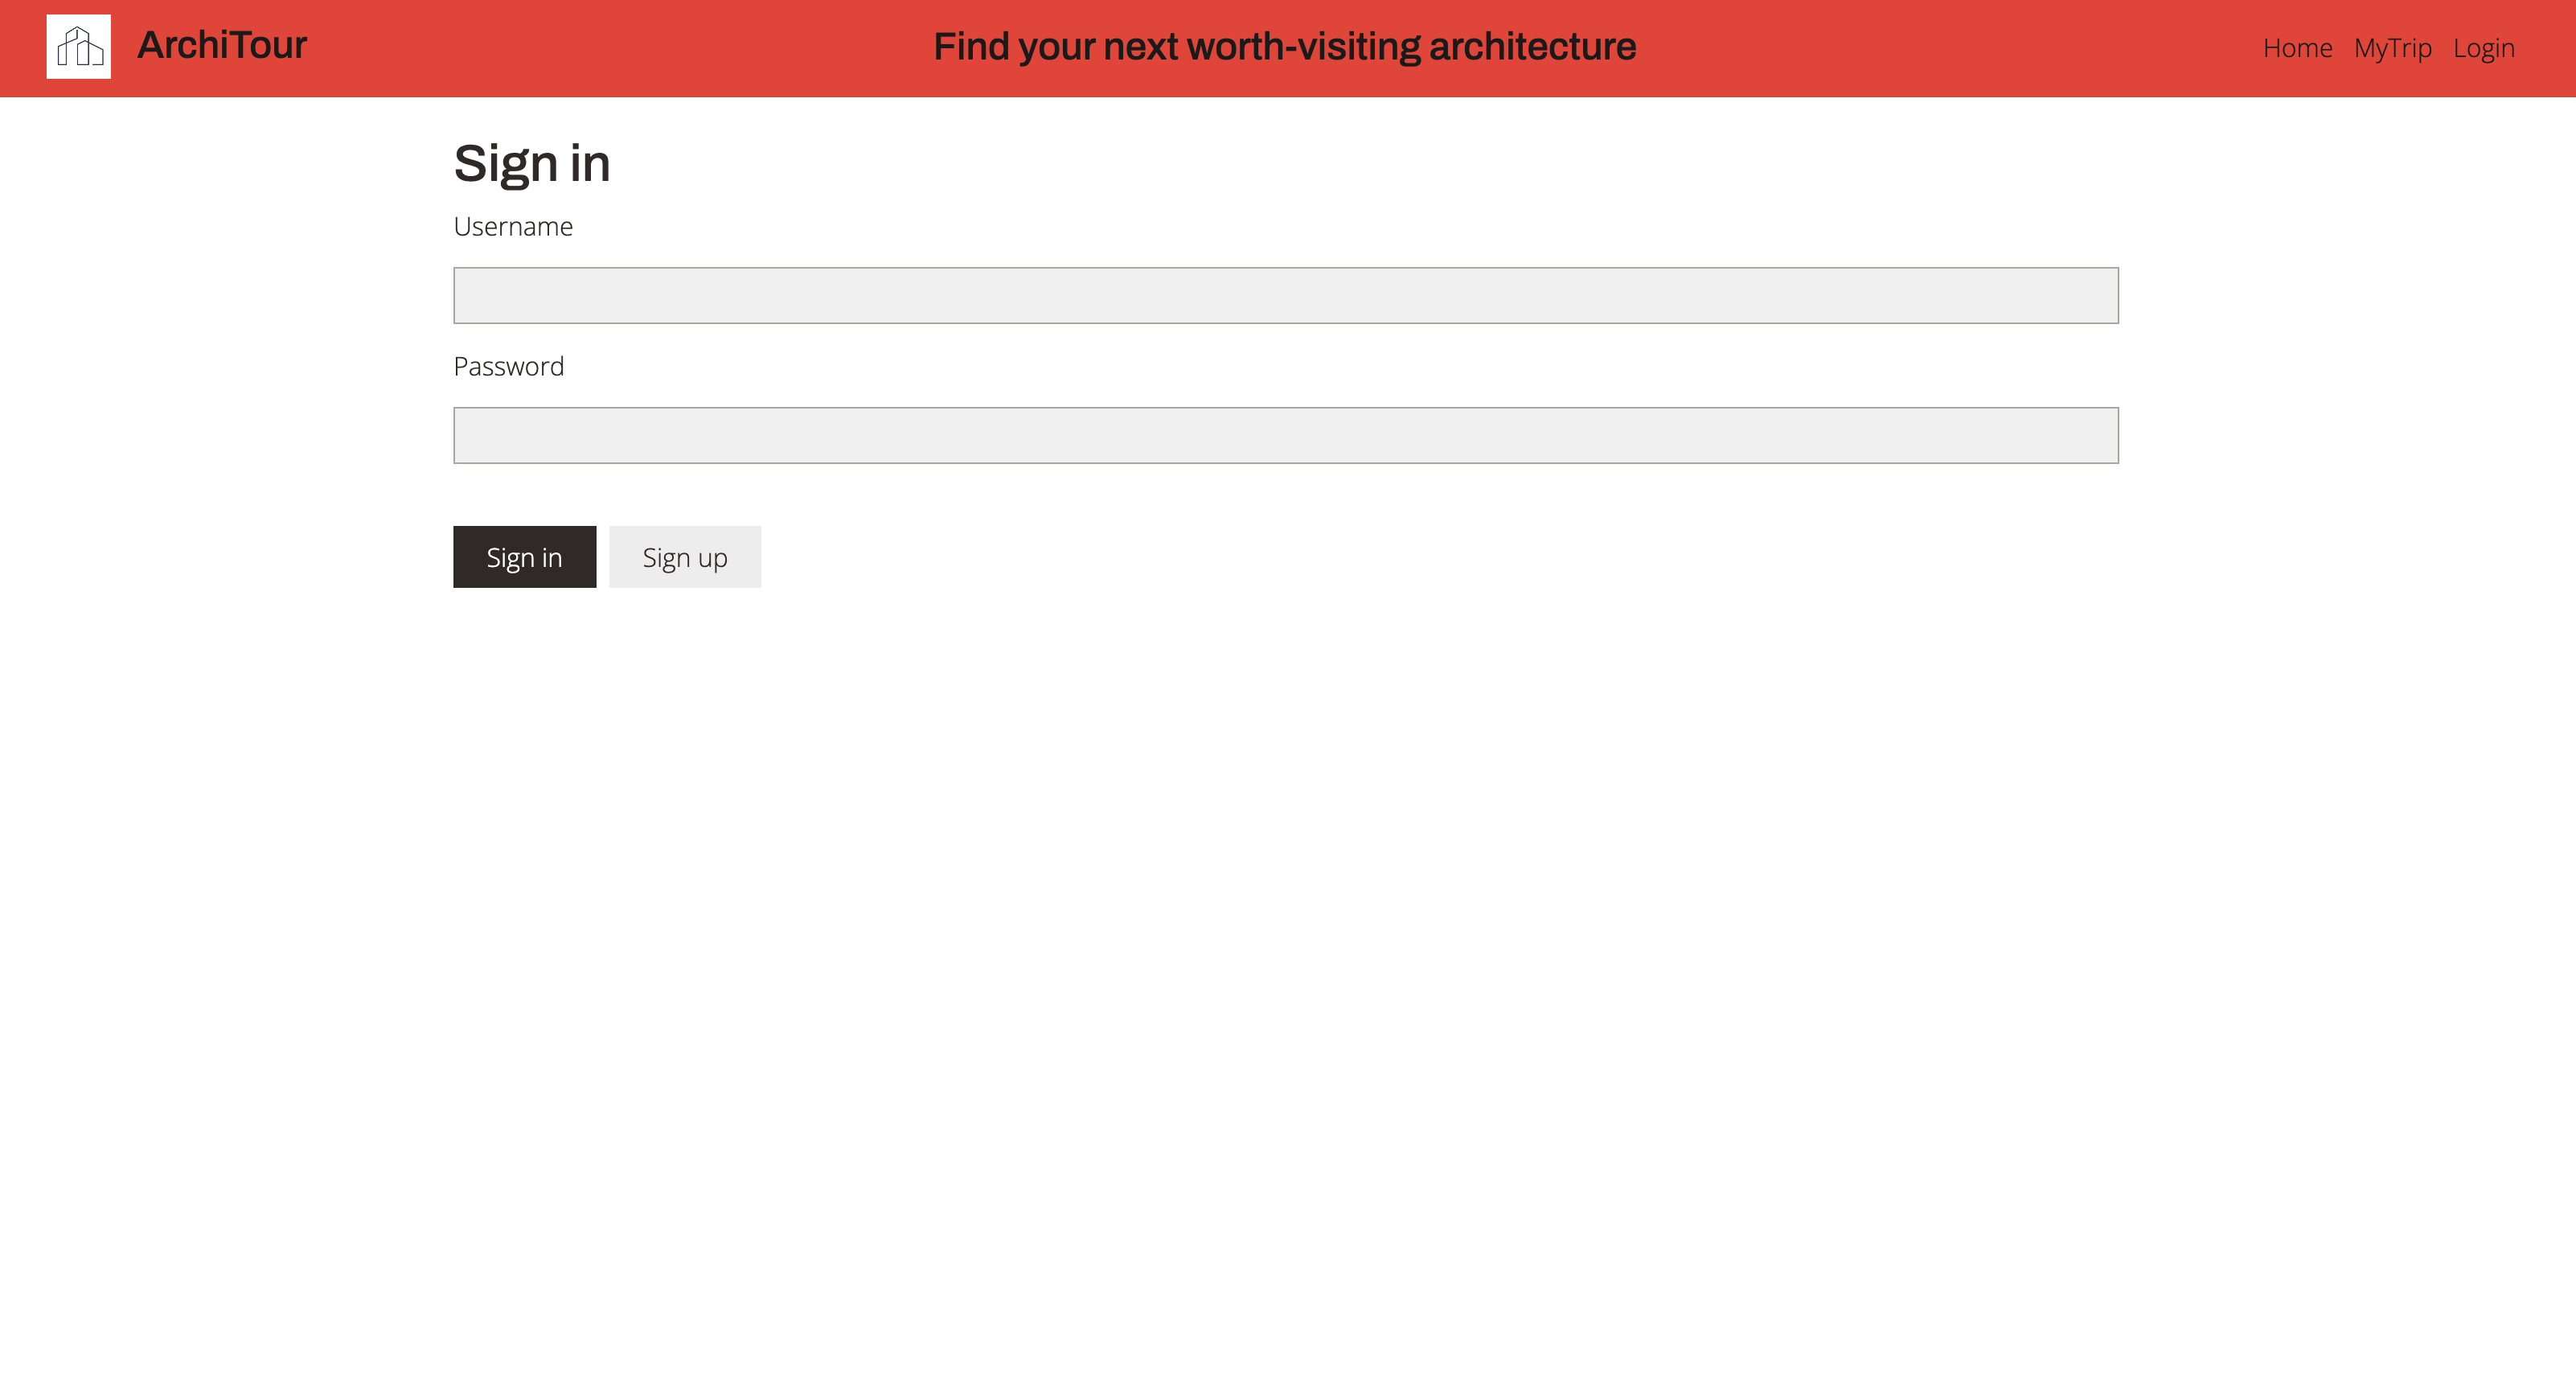 ArchiTour
Find your next worth-visiting architecture
Home MyTrip Login
Sign in
Username
Password
Sign in
Sign up